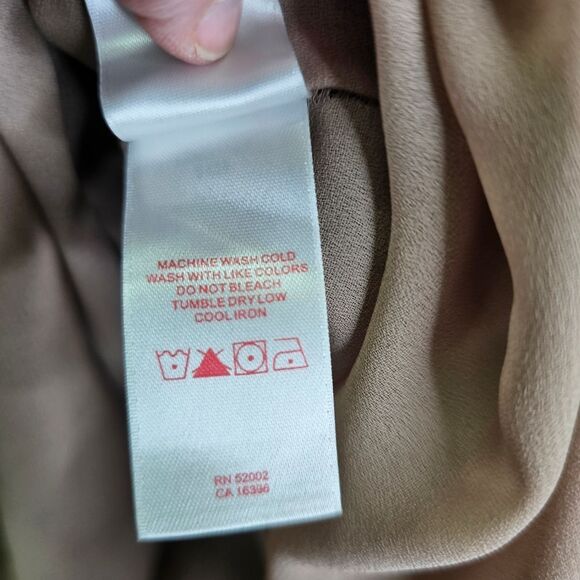 MACHINE WASH COLD
WASH WITH LIKE COLORS
DO NOT BLEACH
TUMBLE DRY LOW
COOL IRON
RN 52002
CA 16396